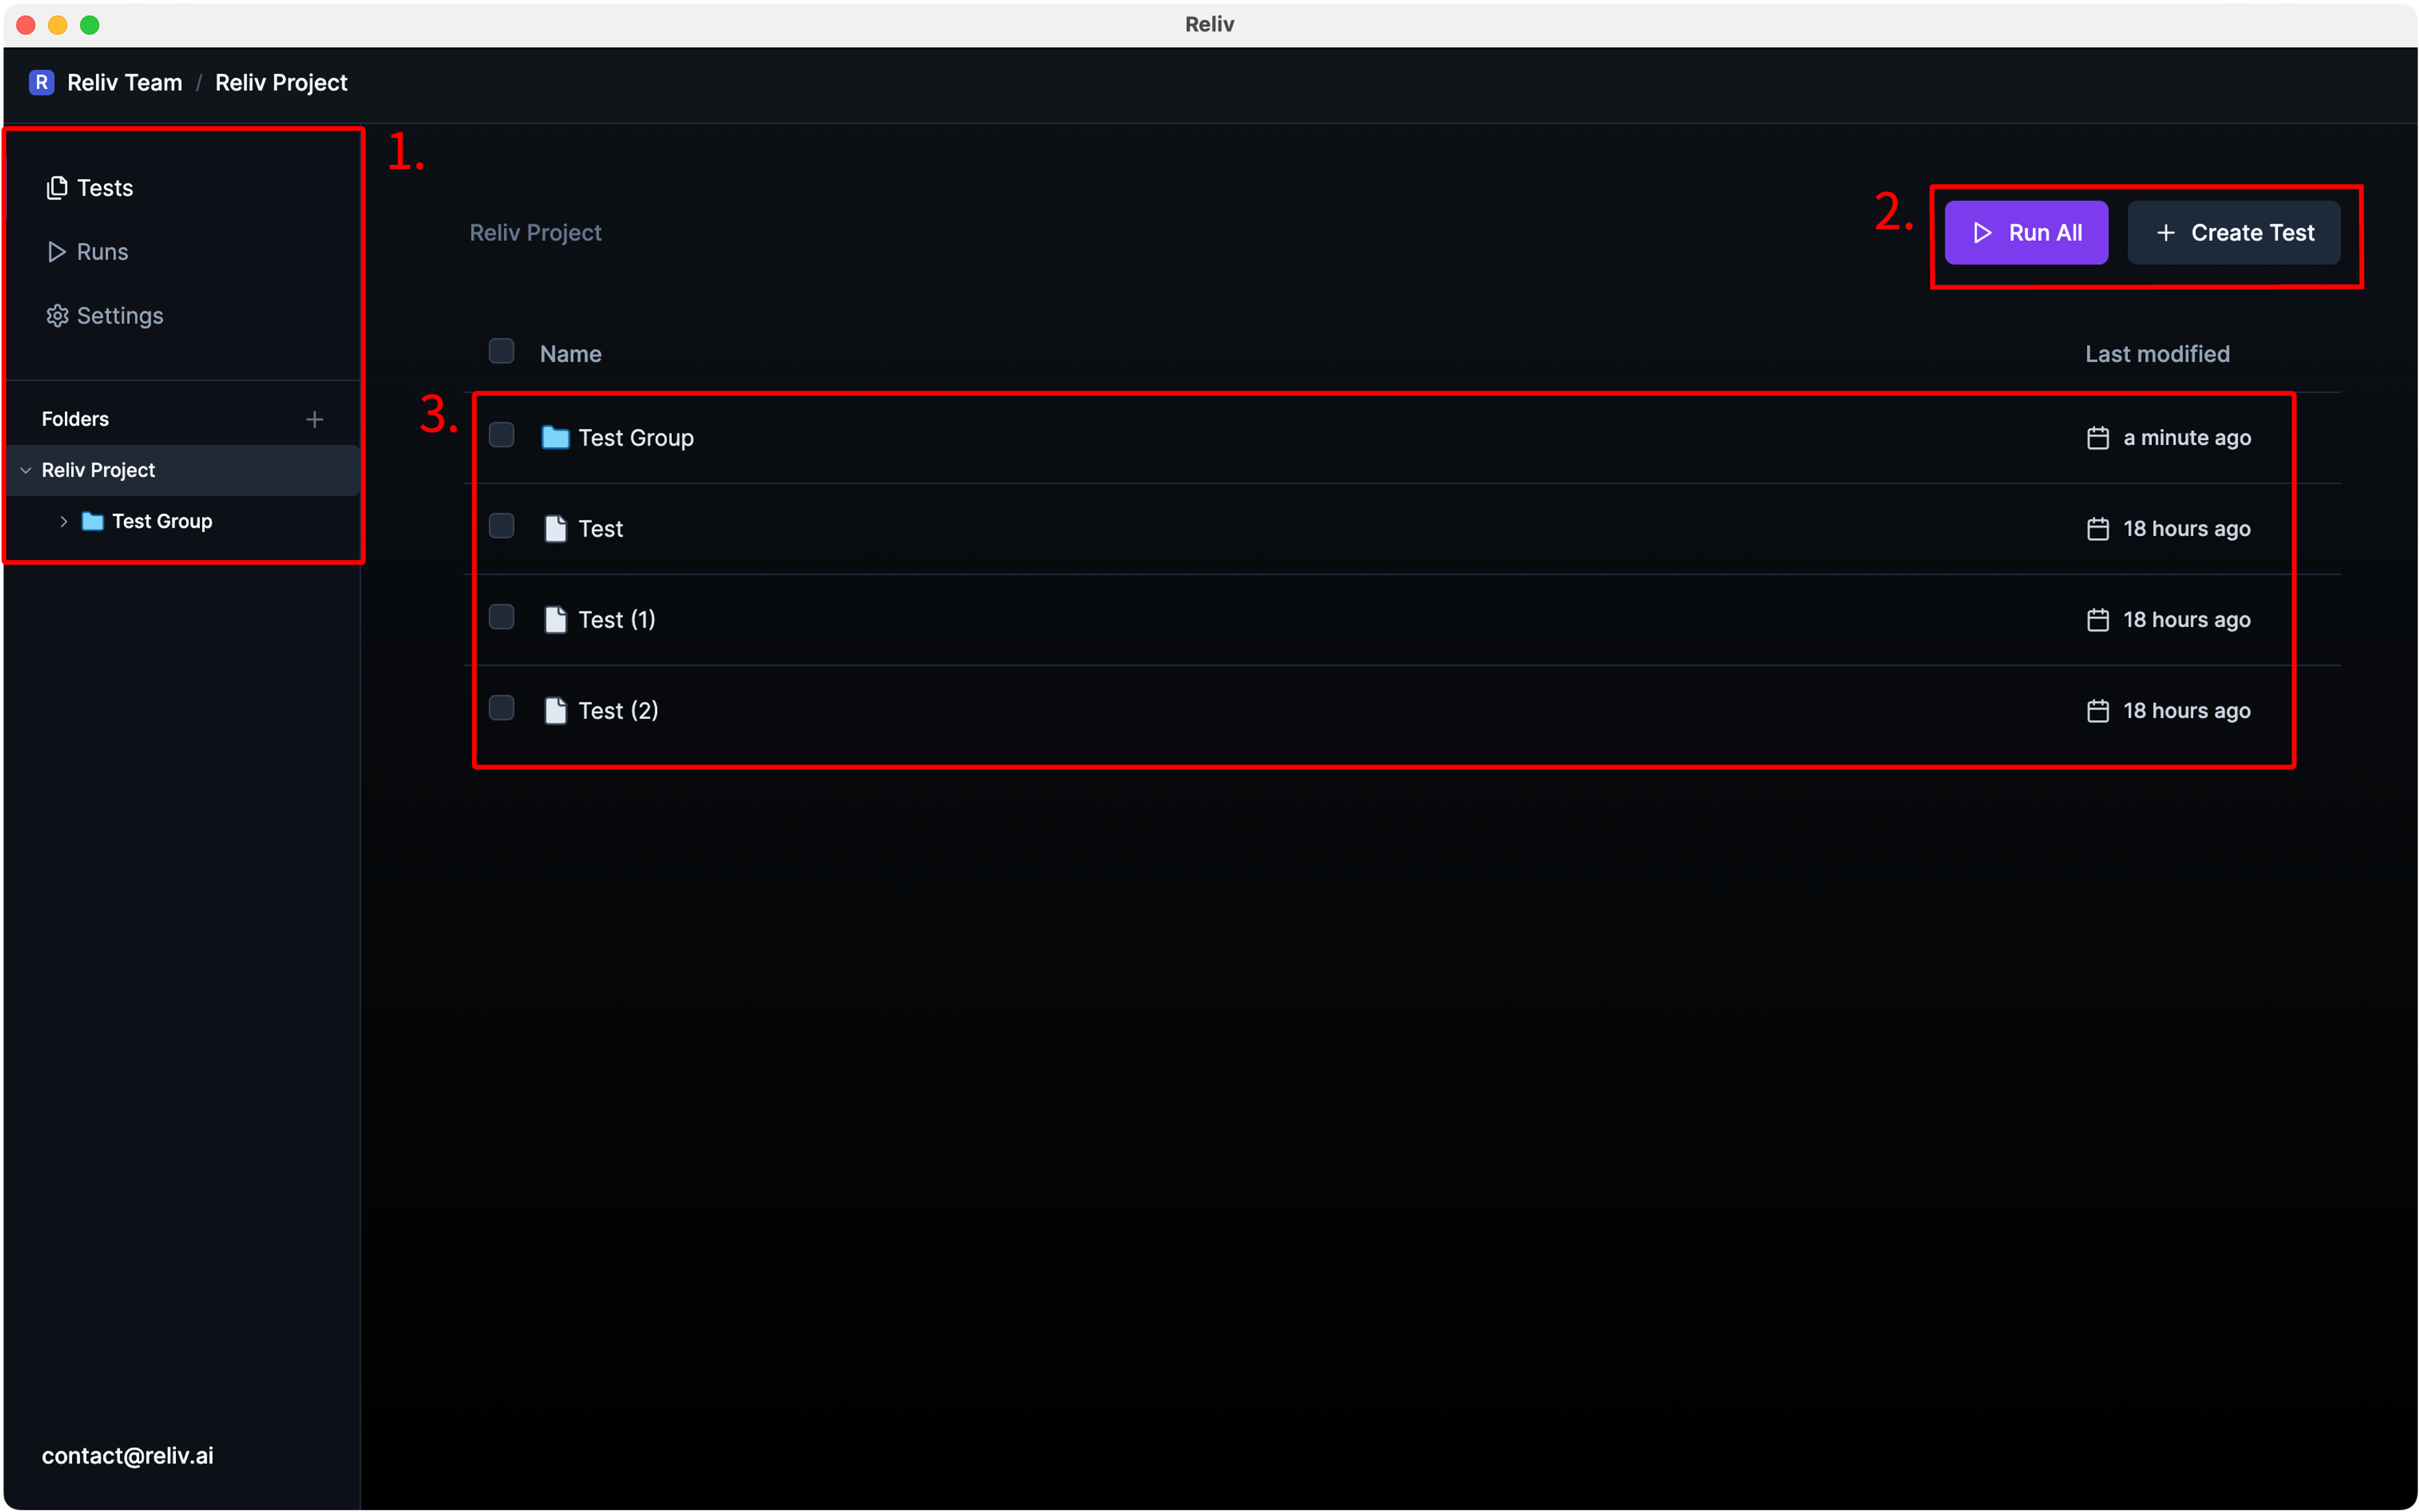 Reliv
R Reliv Team / Reliv Project
1.
Tests
Runs
Settings
Folders
Reliv Project
Test Group
contact@reliv.ai
Reliv Project
2.
Run All
Create Test
Name Last modified
3.
Test Group a minute ago
Test 18 hours ago
Test (1) 18 hours ago
Test (2) 18 hours ago